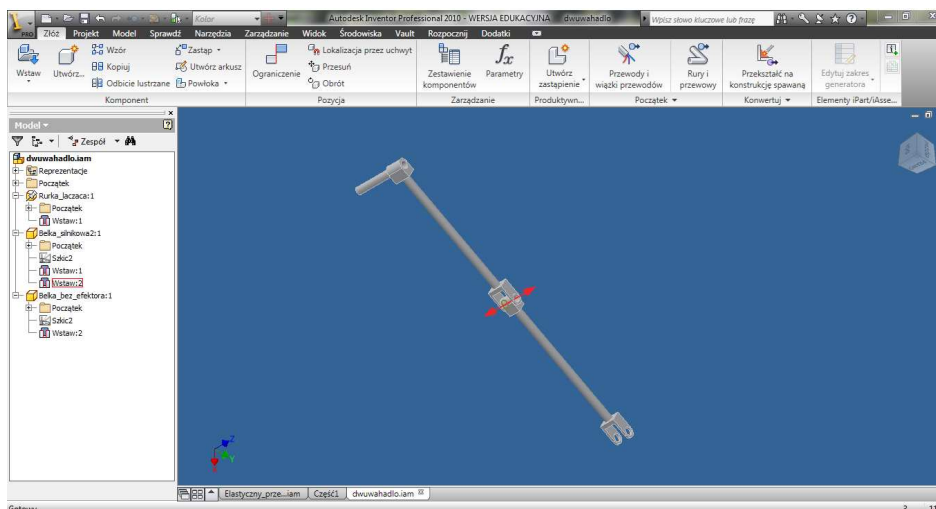 Kolor
Autodesk Inventor Professional 2010 - WERSJA EDUKACYJNA dwuwahadlo
Wpisz słowo kluczowe lub frazę
PRO Złóż Projekt Model Sprawdź Narzędzia Zarządzanie Widok Środowiska Vault Rozpocznij Dodatki
Wstaw
Utwórz...
Wzór
Kopiuj
Odbicie lustrzane
Zastąp
Utwórz arkusz
Powłoka
Komponent
Ograniczenie
Lokalizacja przez uchwyt
Przesuń
Obrót
Pozycja
Zestawienie komponentów
Parametry
Zarządzanie
Utwórz zastąpienie
Produktywn...
Przewody i wiązki przewodów
Rury i przewowy
Początek
Przekształć na konstrukcję spawaną
Konwertuj
Edytuj zakres generatora
Elementy iPart/iAsse...
Model
Zespół
dwuwahadlo.iam
Reprezentacje
Początek
Rurka_laczaca:1
Początek
Wstaw:1
Belka_silnikowa2:1
Początek
Szkic2
Wstaw:1
Wstaw:2
Belka_bez_efektora:1
Początek
Szkic2
Wstaw:2
Z
Y
Elastyczny_prze...iam Część1 dwuwahadlo.iam
Gotowy